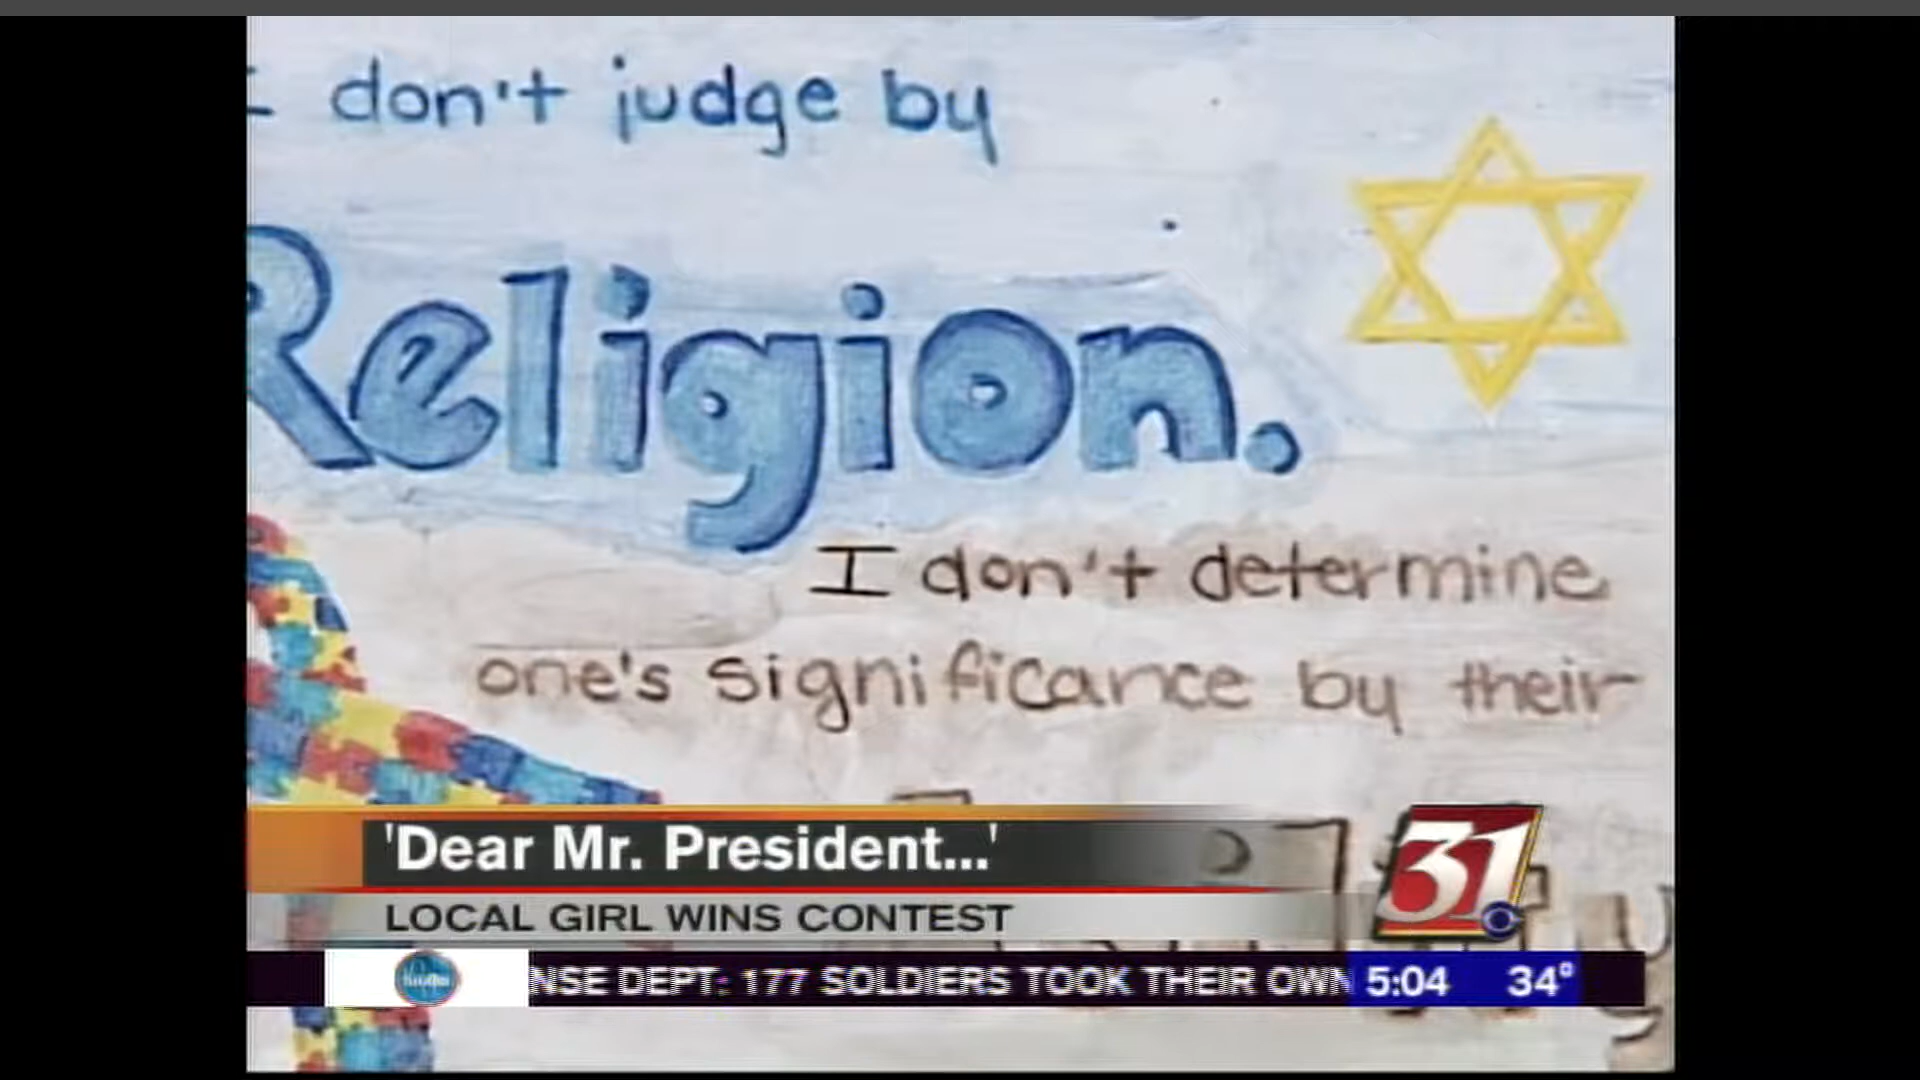 I don't judge by
Religion.
I don't determine
one's significance by their
'Dear Mr. President...'
LOCAL GIRL WINS CONTEST
31
NSE DEPT: 177 SOLDIERS TOOK THEIR OWN
5:04 34°